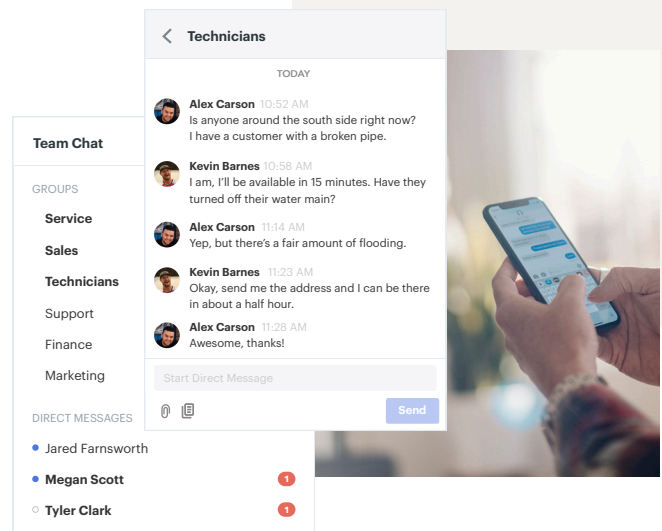 Technicians
TODAY
Alex Carson 10:52 AM
Is anyone around the south side right now?
I have a customer with a broken pipe.
Kevin Barnes 10:58 AM
I am, I'll be available in 15 minutes. Have they
turned off their water main?
Alex Carson 11:14 AM
Yep, but there's a fair amount of flooding.
Kevin Barnes 11:23 AM
Okay, send me the address and I can be there
in about a half hour.
Alex Carson 11:28 AM
Awesome, thanks!
Start Direct Message
Send
Team Chat
GROUPS
Service
Sales
Technicians
Support
Finance
Marketing
DIRECT MESSAGES
Jared Farnsworth
Megan Scott 1
Tyler Clark 1